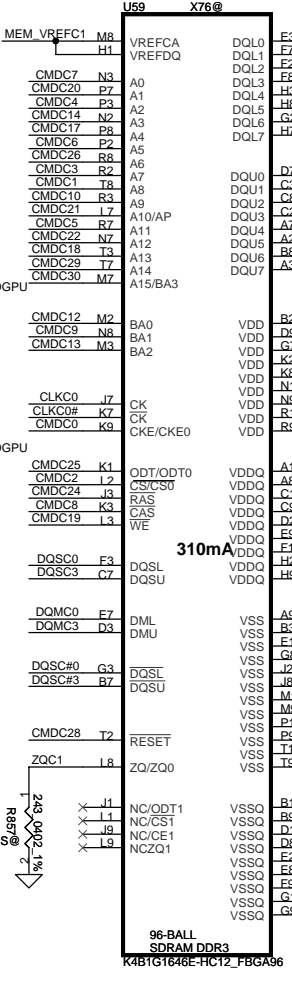 U59 X76@
MEM_VREFC1 M8 VREFCA
H1 VREFDQ
DQL0
DQL1
DQL2
DQL3
DQL4
DQL5
DQL6
DQL7
CMDC7 N3 A0
CMDC20 P7 A1
CMDC4 P3 A2
CMDC14 N2 A3
CMDC17 P8 A4
CMDC6 P2 A5
CMDC26 R8 A6
CMDC3 R2 A7
CMDC1 T8 A8
CMDC10 R3 A9
CMDC21 L7 A10/AP
CMDC5 R7 A11
CMDC22 N7 A12
CMDC18 T3 A13
CMDC29 T7 A14
CMDC30 M7 A15/BA3
DQU0
DQU1
DQU2
DQU3
DQU4
DQU5
DQU6
DQU7
GPU
CMDC12 M2 BA0
CMDC9 N8 BA1
CMDC13 M3 BA2
VDD
VDD
VDD
VDD
VDD
VDD
VDD
VDD
VDD
CLKC0 J7 CK
CLKC0# K7 CK
CMDC0 K9 CKE/CKE0
GPU
CMDC25 K1 ODT/ODT0
CMDC2 L2 CS/CS0
CMDC24 J3 RAS
CMDC8 K3 CAS
CMDC19 L3 WE
VDDQ
VDDQ
VDDQ
VDDQ
VDDQ
VDDQ
310mA VDDQ
VDDQ
VDDQ
DQSC0 F3 DQSL
DQSC3 C7 DQSU
DQMC0 E7 DML
DQMC3 D3 DMU
DQSC#0 G3 DQSL
DQSC#3 B7 DQSU
VSS
VSS
VSS
VSS
VSS
VSS
VSS
VSS
VSS
VSS
VSS
VSS
CMDC28 T2 RESET
ZQC1 L8 ZQ/ZQ0
J1 NC/ODT1
L1 NC/CS1
J9 NC/CE1
L9 NCZQ1
VSSQ
VSSQ
VSSQ
VSSQ
VSSQ
VSSQ
VSSQ
VSSQ
VSSQ
1
2
243_0402_1%
R857
S@
96-BALL
SDRAM DDR3
K4B1G1646E-HC12_FBGA96